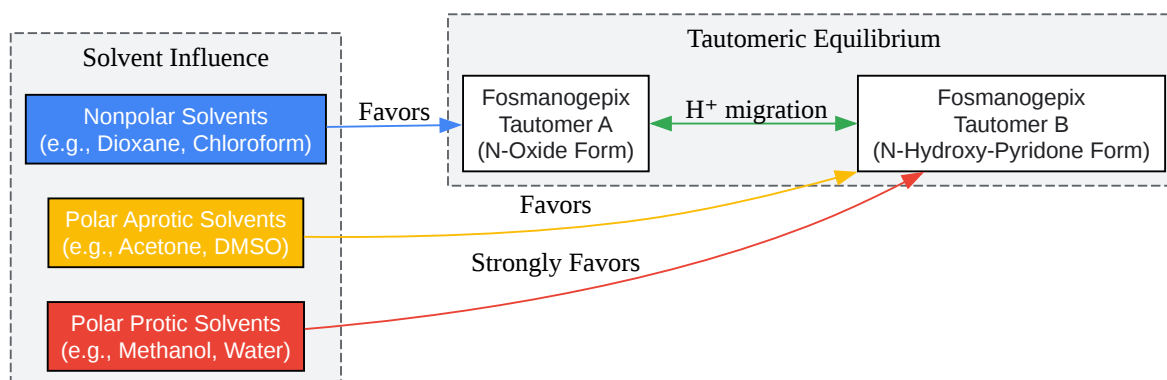 Solvent Influence
Nonpolar Solvents
(e.g., Dioxane, Chloroform)
Polar Aprotic Solvents
(e.g., Acetone, DMSO)
Polar Protic Solvents
(e.g., Methanol, Water)
Favors
Favors
Strongly Favors
Tautomeric Equilibrium
Fosmanogepix
Tautomer A
(N-Oxide Form)
H⁺ migration
Fosmanogepix
Tautomer B
(N-Hydroxy-Pyridone Form)